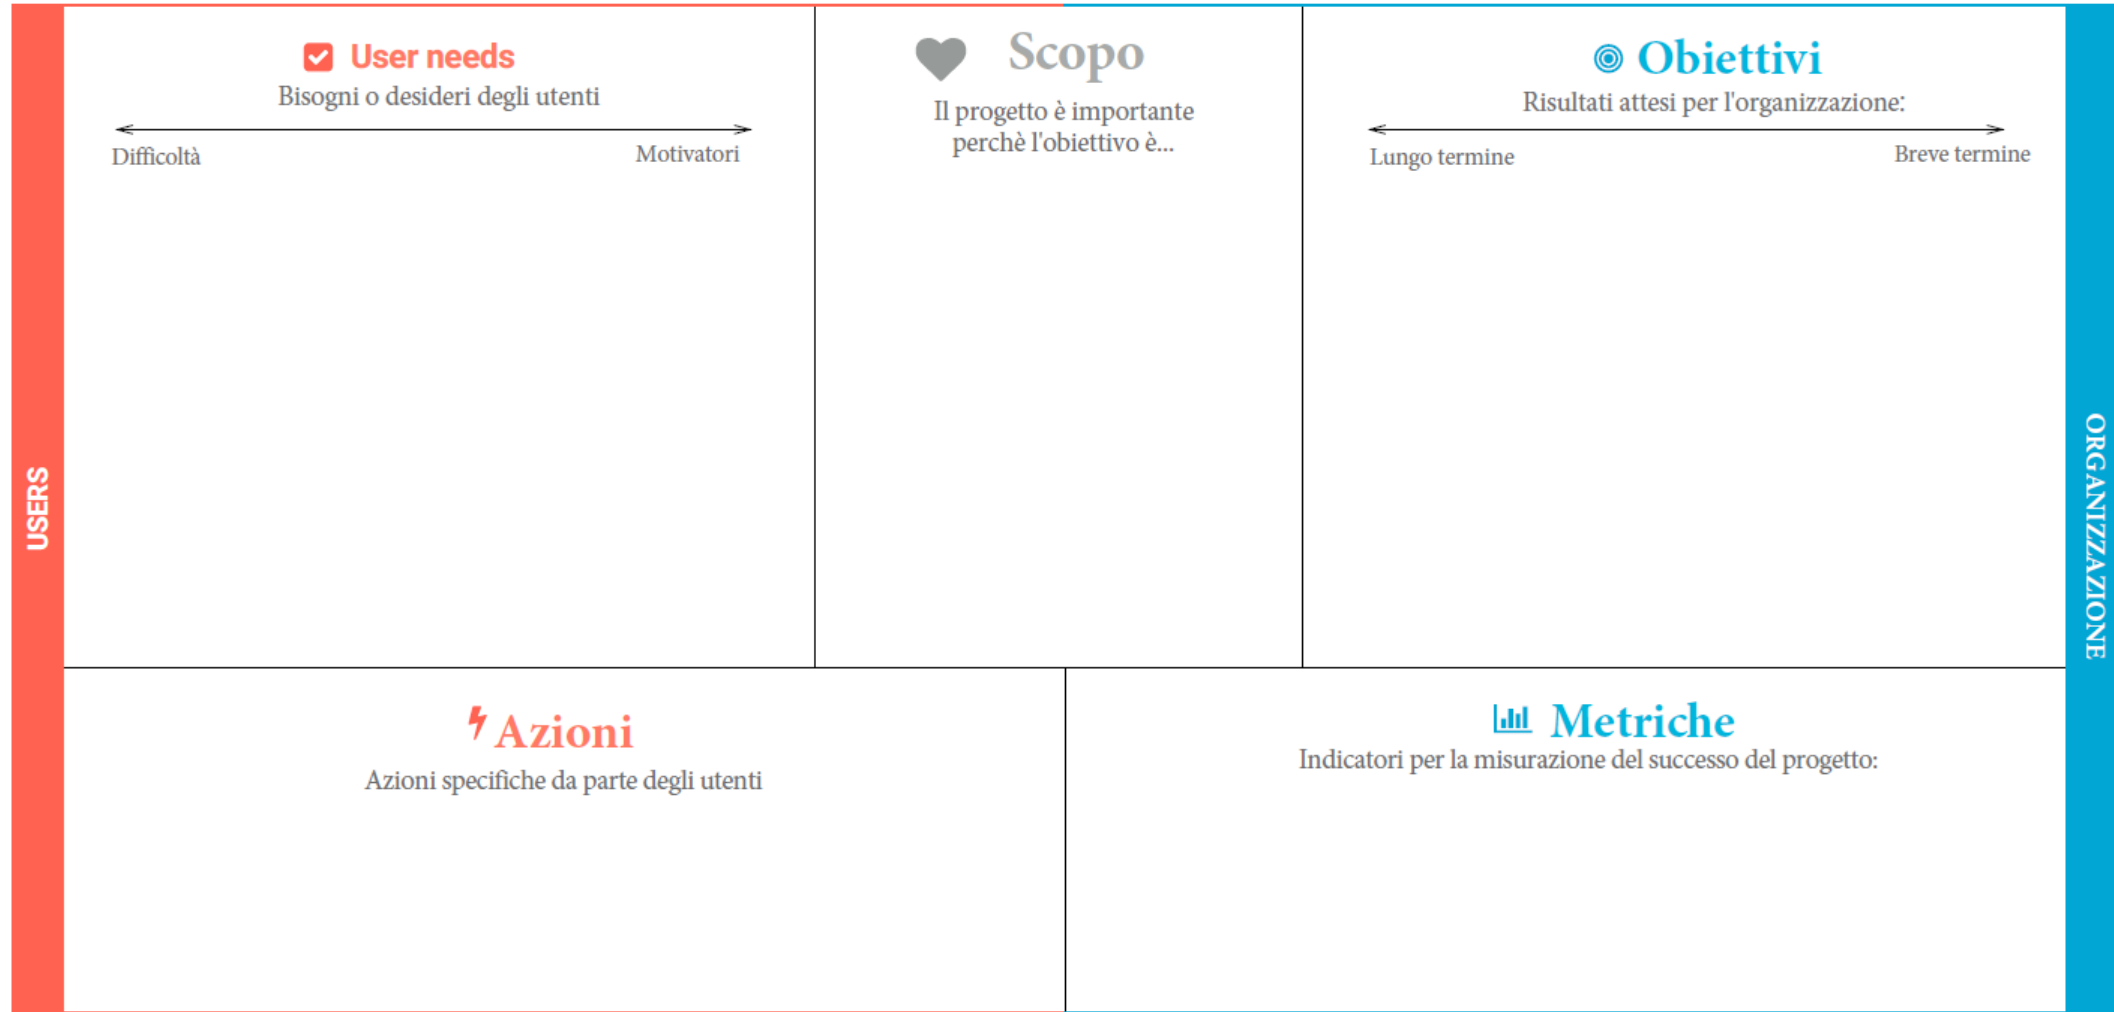 USERS
User needs
Bisogni o desideri degli utenti
Difficoltà
Motivatori
Scopo
Il progetto è importante
perchè l'obiettivo è...
Obiettivi
Risultati attesi per l'organizzazione:
Lungo termine
Breve termine
ORGANIZZAZIONE
Azioni
Azioni specifiche da parte degli utenti
Metriche
Indicatori per la misurazione del successo del progetto: